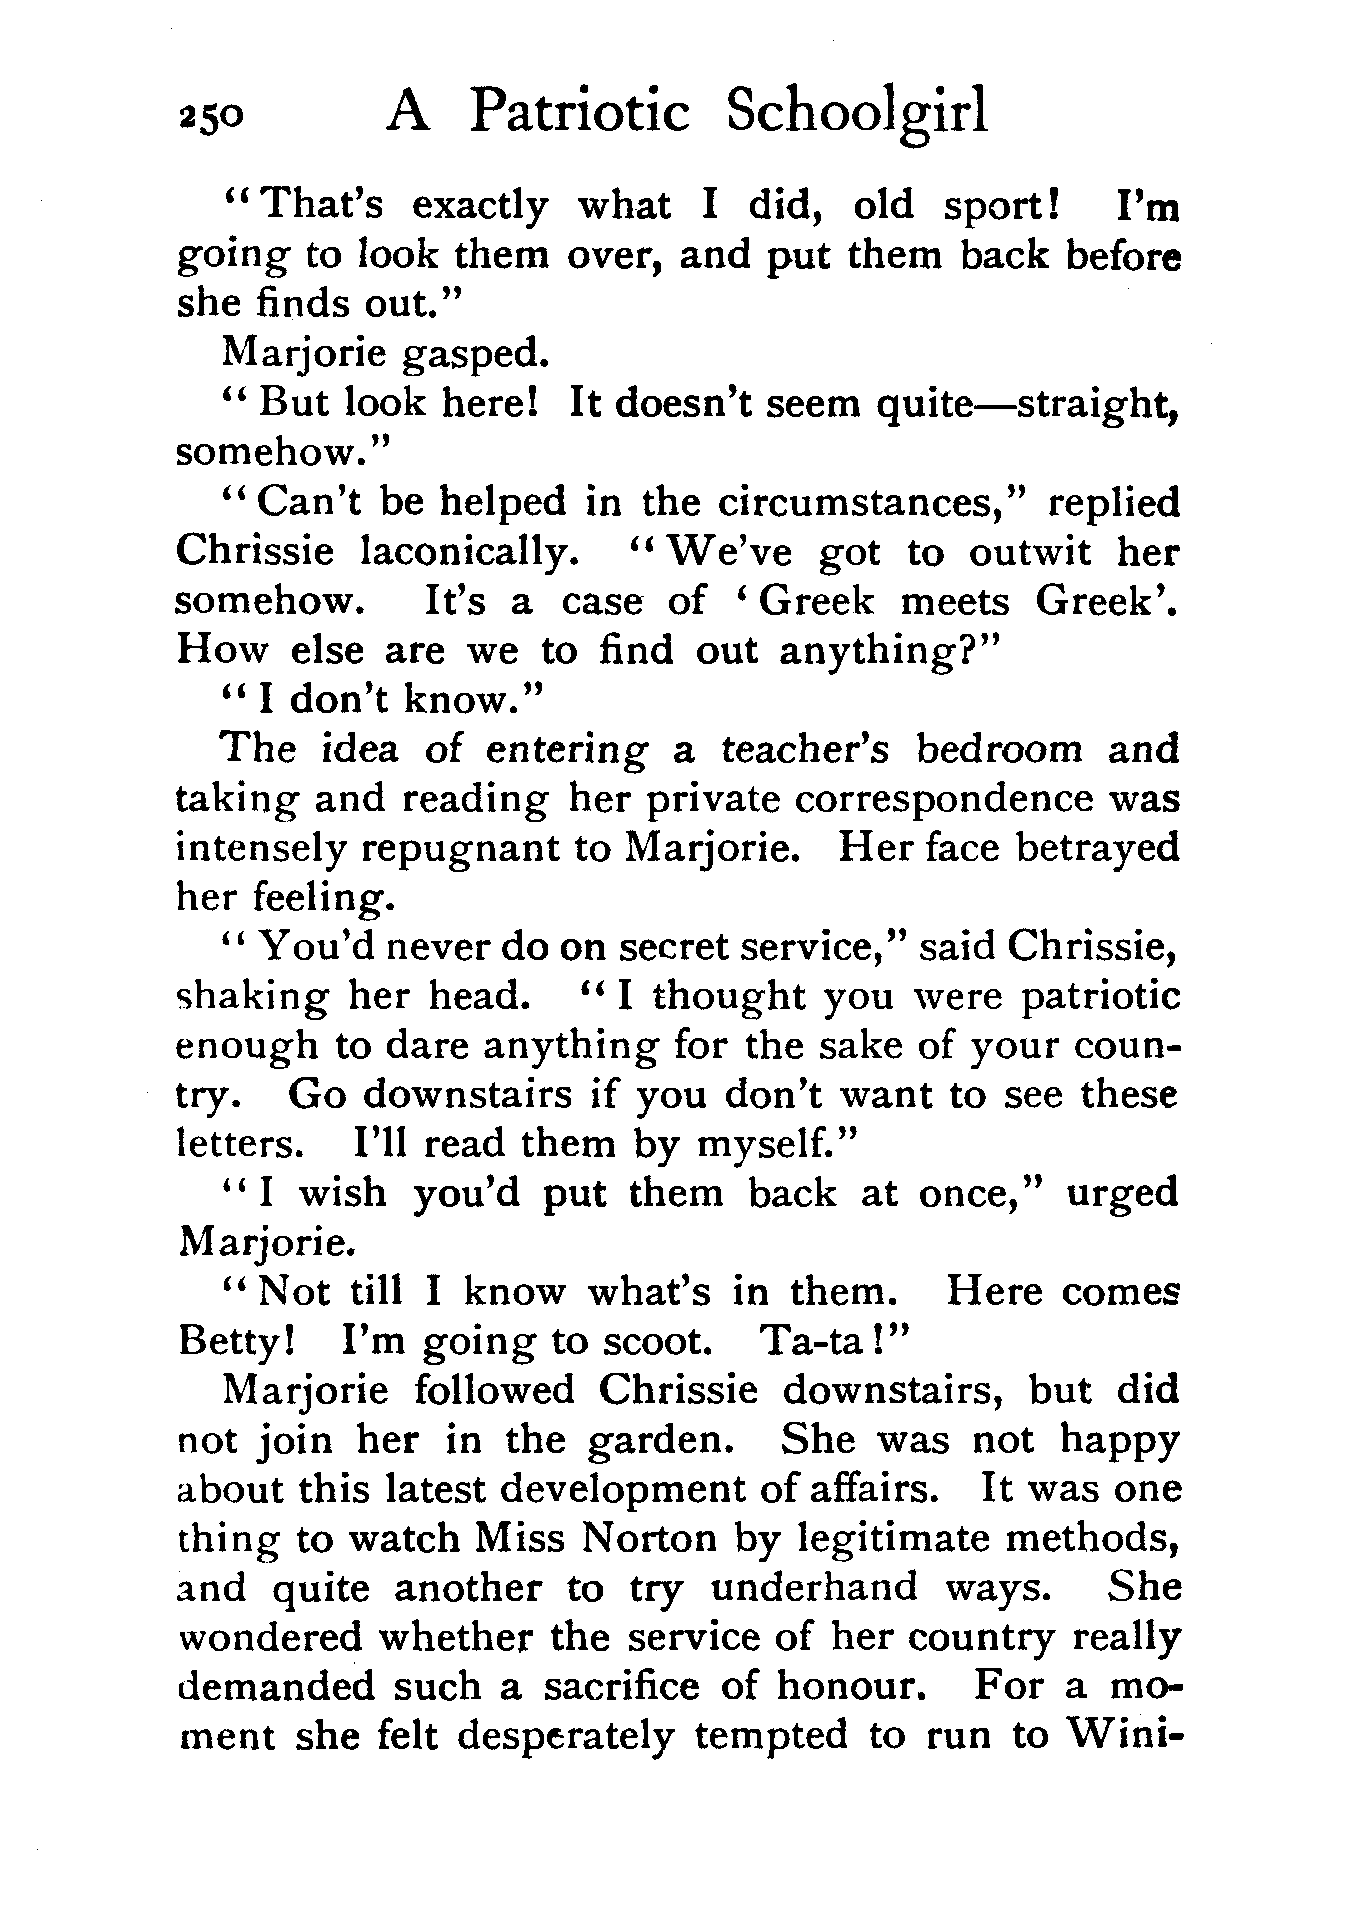 250 A Patriotic Schoolgirl
“That’s exactly what I did, old sport! I’m
going to look them over, and put them back before
she finds out.”
Marjorie gasped.
“But look here! It doesn’t seem quite—straight,
somehow.”
“Can’t be helped in the circumstances,” replied
Chrissie laconically. “We’ve got to outwit her
somehow. It’s a case of ‘Greek meets Greek’.
How else are we to find out anything?”
“I don’t know.”
The idea of entering a teacher’s bedroom and
taking and reading her private correspondence was
intensely repugnant to Marjorie. Her face betrayed
her feeling.
“You’d never do on secret service,” said Chrissie,
shaking her head. “I thought you were patriotic
enough to dare anything for the sake of your coun-
try. Go downstairs if you don’t want to see these
letters. I’ll read them by myself.”
“I wish you’d put them back at once,” urged
Marjorie.
“Not till I know what’s in them. Here comes
Betty! I’m going to scoot. Ta-ta!”
Marjorie followed Chrissie downstairs, but did
not join her in the garden. She was not happy
about this latest development of affairs. It was one
thing to watch Miss Norton by legitimate methods,
and quite another to try underhand ways. She
wondered whether the service of her country really
demanded such a sacrifice of honour. For a mo-
ment she felt desperately tempted to run to Wini-